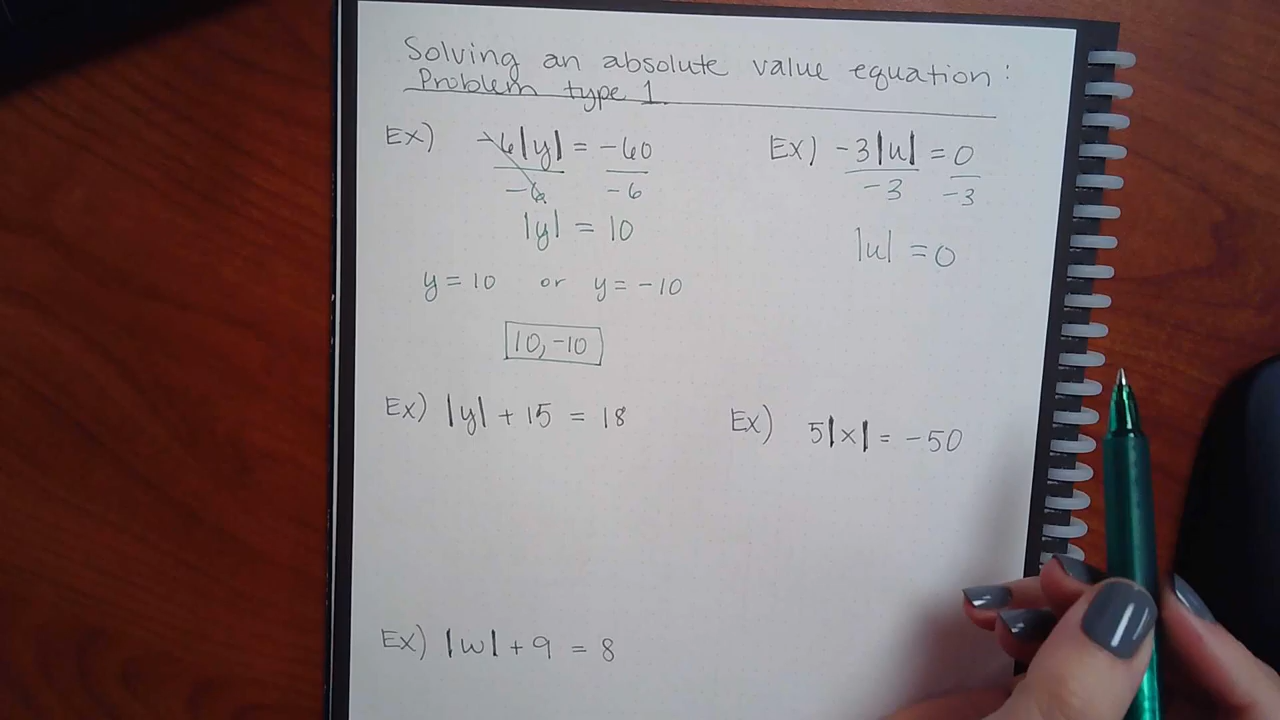 Solving an absolute value equation:
Problem type 1
Ex) -6|y| = -60
-6 -6
|y| = 10
y = 10 or y = -10
10, -10
Ex) -3|u| = 0
-3 -3
|u| = 0
Ex) |y| + 15 = 18
Ex) 5|x| = -50
Ex) |w| + 9 = 8